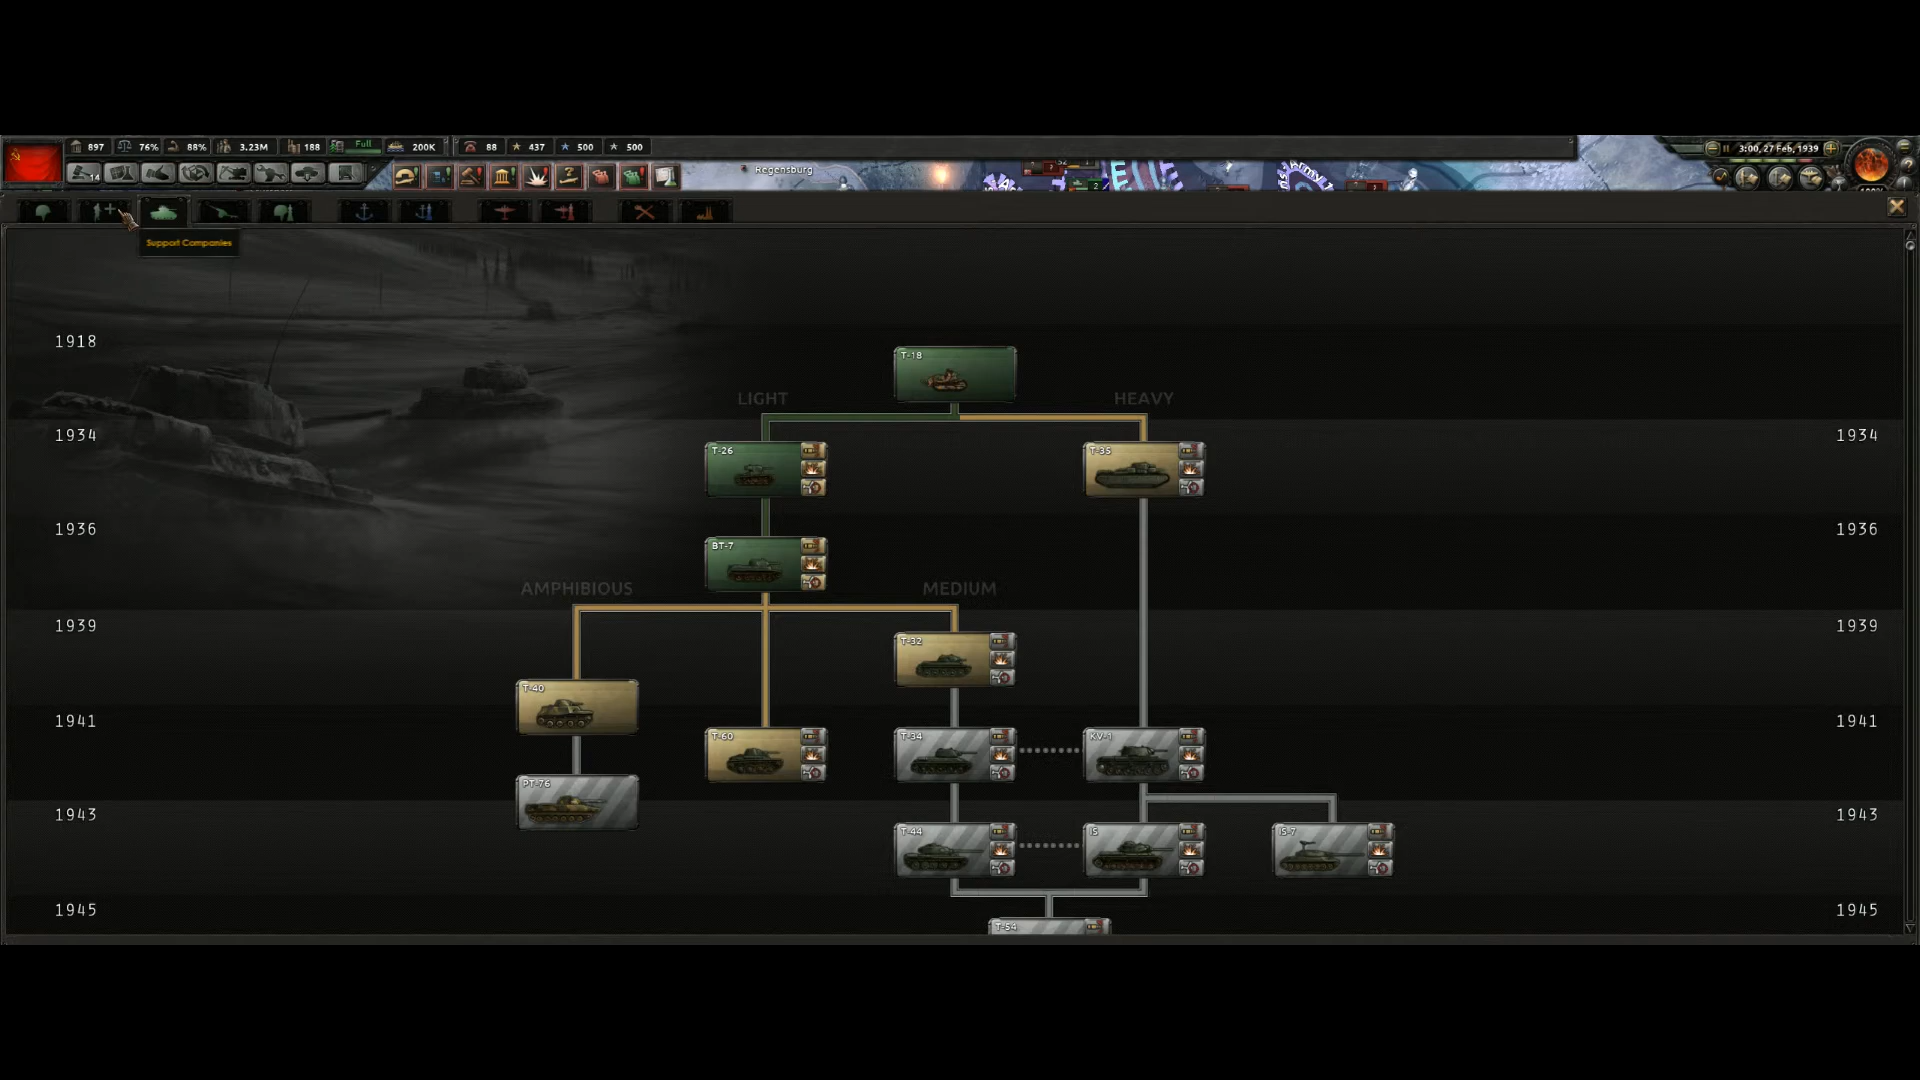 897 76% 88% 3.23M 188 Full 200K 88 437 500 500
3:00, 27 Feb, 1939
14
Regensburg
2
Support Companies
1918
T-18
LIGHT HEAVY
1934 1934
T-26 T-35
1936 1936
BT-7
AMPHIBIOUS MEDIUM
1939 1939
T-32
T-40
1941 1941
T-60 T-34 KV-1
PT-76
1943 1943
T-44 IS IS-7
1945 1945
T-54